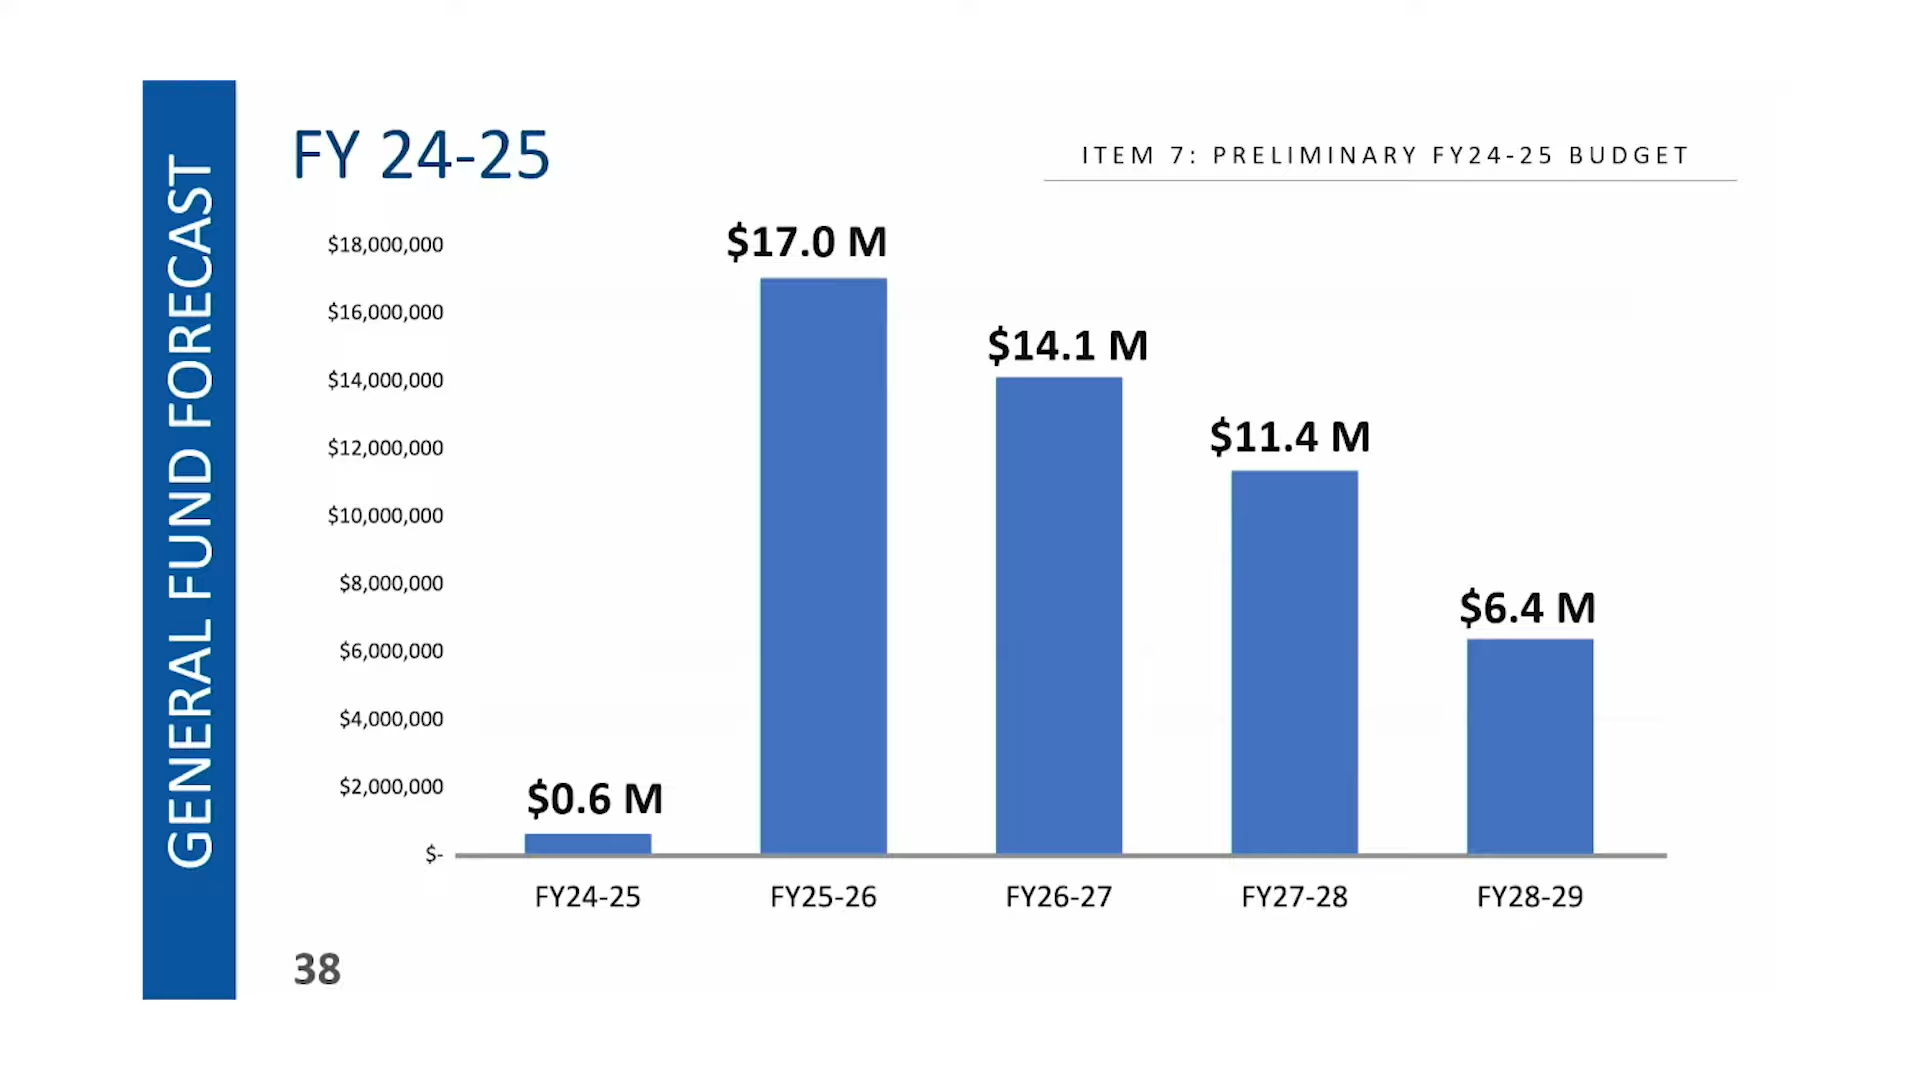 GENERAL FUND FORECAST
FY 24-25
ITEM 7: PRELIMINARY FY24-25 BUDGET
$18,000,000
$16,000,000
$14,000,000
$12,000,000
$10,000,000
$8,000,000
$6,000,000
$4,000,000
$2,000,000
$-
$0.6 M
$17.0 M
$14.1 M
$11.4 M
$6.4 M
FY24-25
FY25-26
FY26-27
FY27-28
FY28-29
38